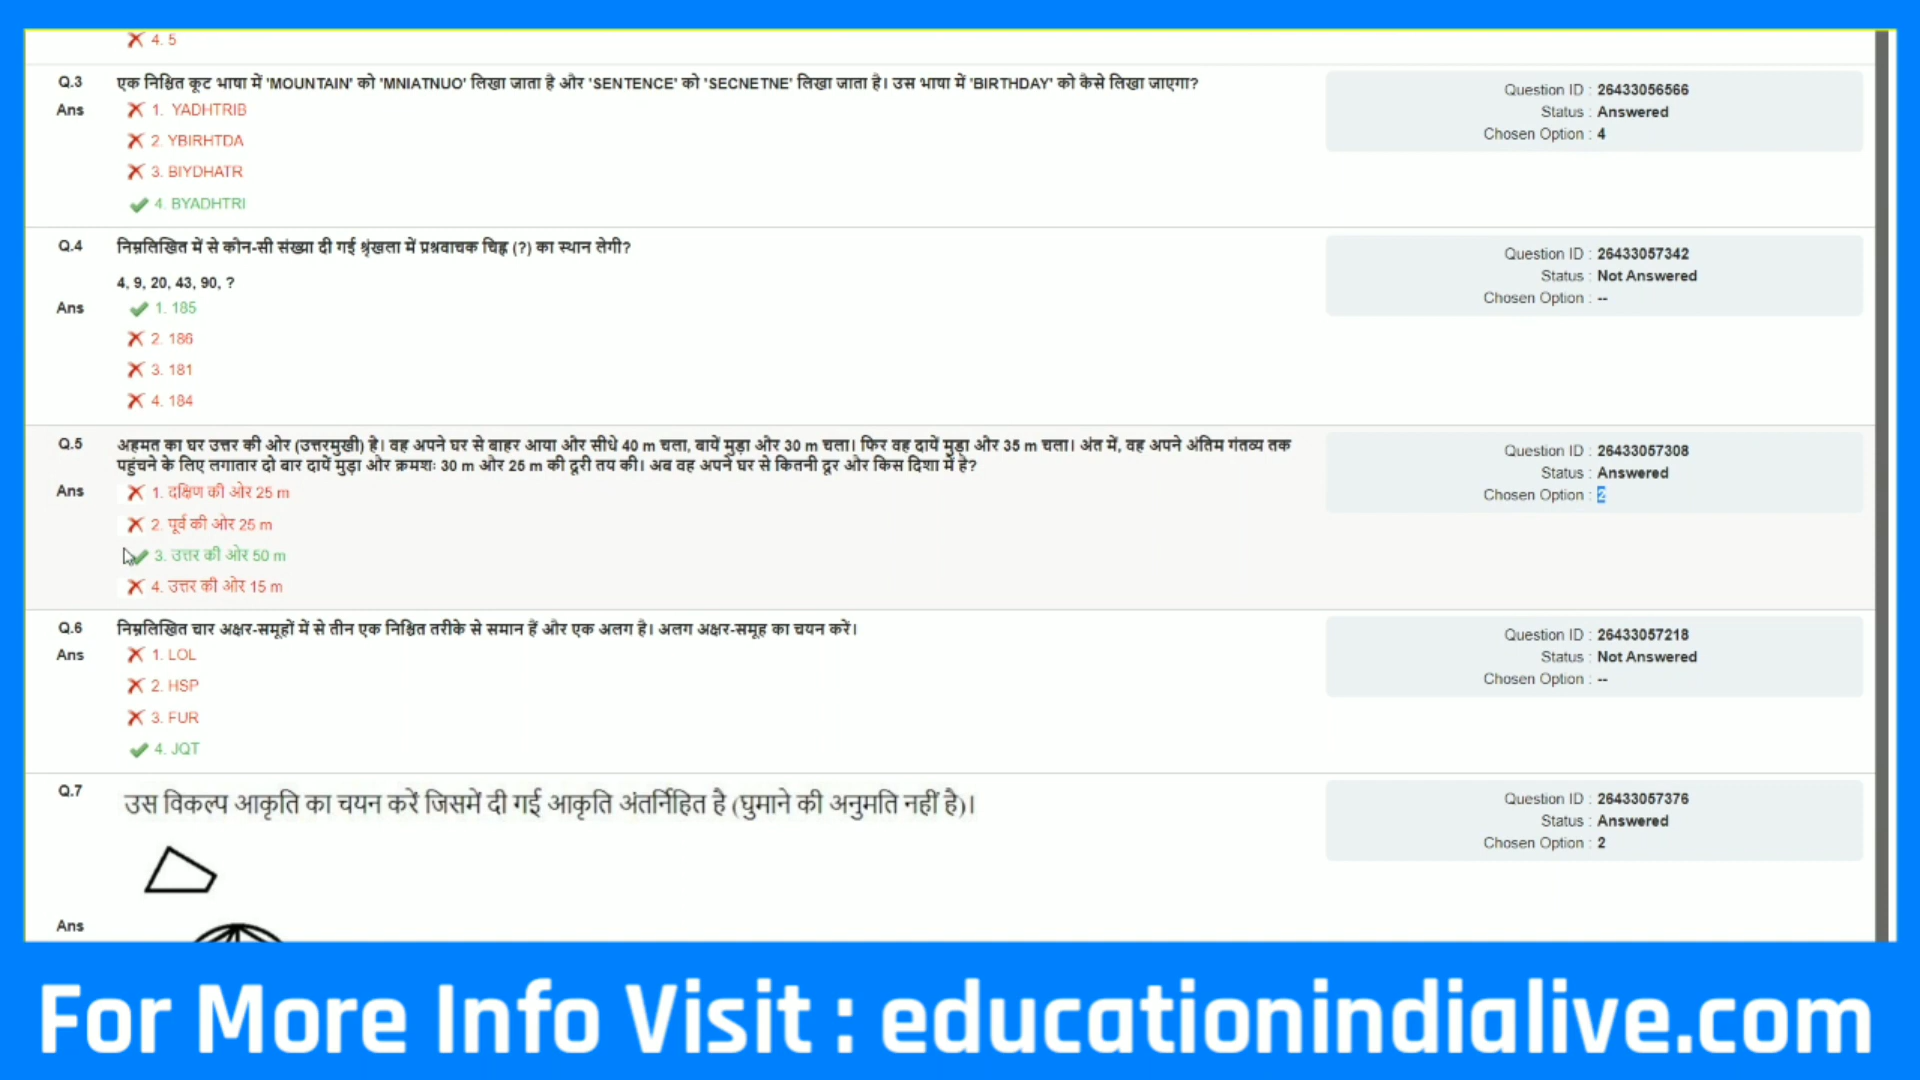 4. 5
Q.3 एक निश्चित कूट भाषा में 'MOUNTAIN' को 'MNIATNUO' लिखा जाता है और 'SENTENCE' को 'SECNETNE' लिखा जाता है। उस भाषा में 'BIRTHDAY' को कैसे लिखा जाएगा?
Ans 1. YADHTRIB
2. YBIRHTDA
3. BIYDHATR
4. BYADHTRI
Question ID : 26433056566
Status : Answered
Chosen Option : 4
Q.4 निम्नलिखित में से कोन-सी संख्या दी गई श्रृंखला में प्रश्नवाचक चिह्न (?) का स्थान लेगी?
4, 9, 20, 43, 90, ?
Ans 1. 185
2. 186
3. 181
4. 184
Question ID : 26433057342
Status : Not Answered
Chosen Option : --
Q.5 अहमत का घर उत्तर की ओर (उत्तरमुखी) है। वह अपने घर से बाहर आया और सीधे 40 m चला, बायें मुड़ा और 30 m चला। फिर वह दायें मुड़ा और 35 m चला। अंत में, वह अपने अंतिम गंतव्य तक
पहुंचने के लिए लगातार दो बार दायें मुड़ा और क्रमशः 30 m और 25 m की दूरी तय की। अब वह अपने घर से कितनी दूर और किस दिशा में है?
Ans 1. दक्षिण की ओर 25 m
2. पूर्व की ओर 25 m
3. उत्तर की ओर 50 m
4. उत्तर की ओर 15 m
Question ID : 26433057308
Status : Answered
Chosen Option : 2
Q.6 निम्नलिखित चार अक्षर-समूहों में से तीन एक निश्चित तरीके से समान हैं और एक अलग है। अलग अक्षर-समूह का चयन करें।
Ans 1. LOL
2. HSP
3. FUR
4. JQT
Question ID : 26433057218
Status : Not Answered
Chosen Option : --
Q.7 उस विकल्प आकृति का चयन करें जिसमें दी गई आकृति अंतर्निहित है (घुमाने की अनुमति नहीं है)।
Ans
Question ID : 26433057376
Status : Answered
Chosen Option : 2
For More Info Visit : educationindialive.com